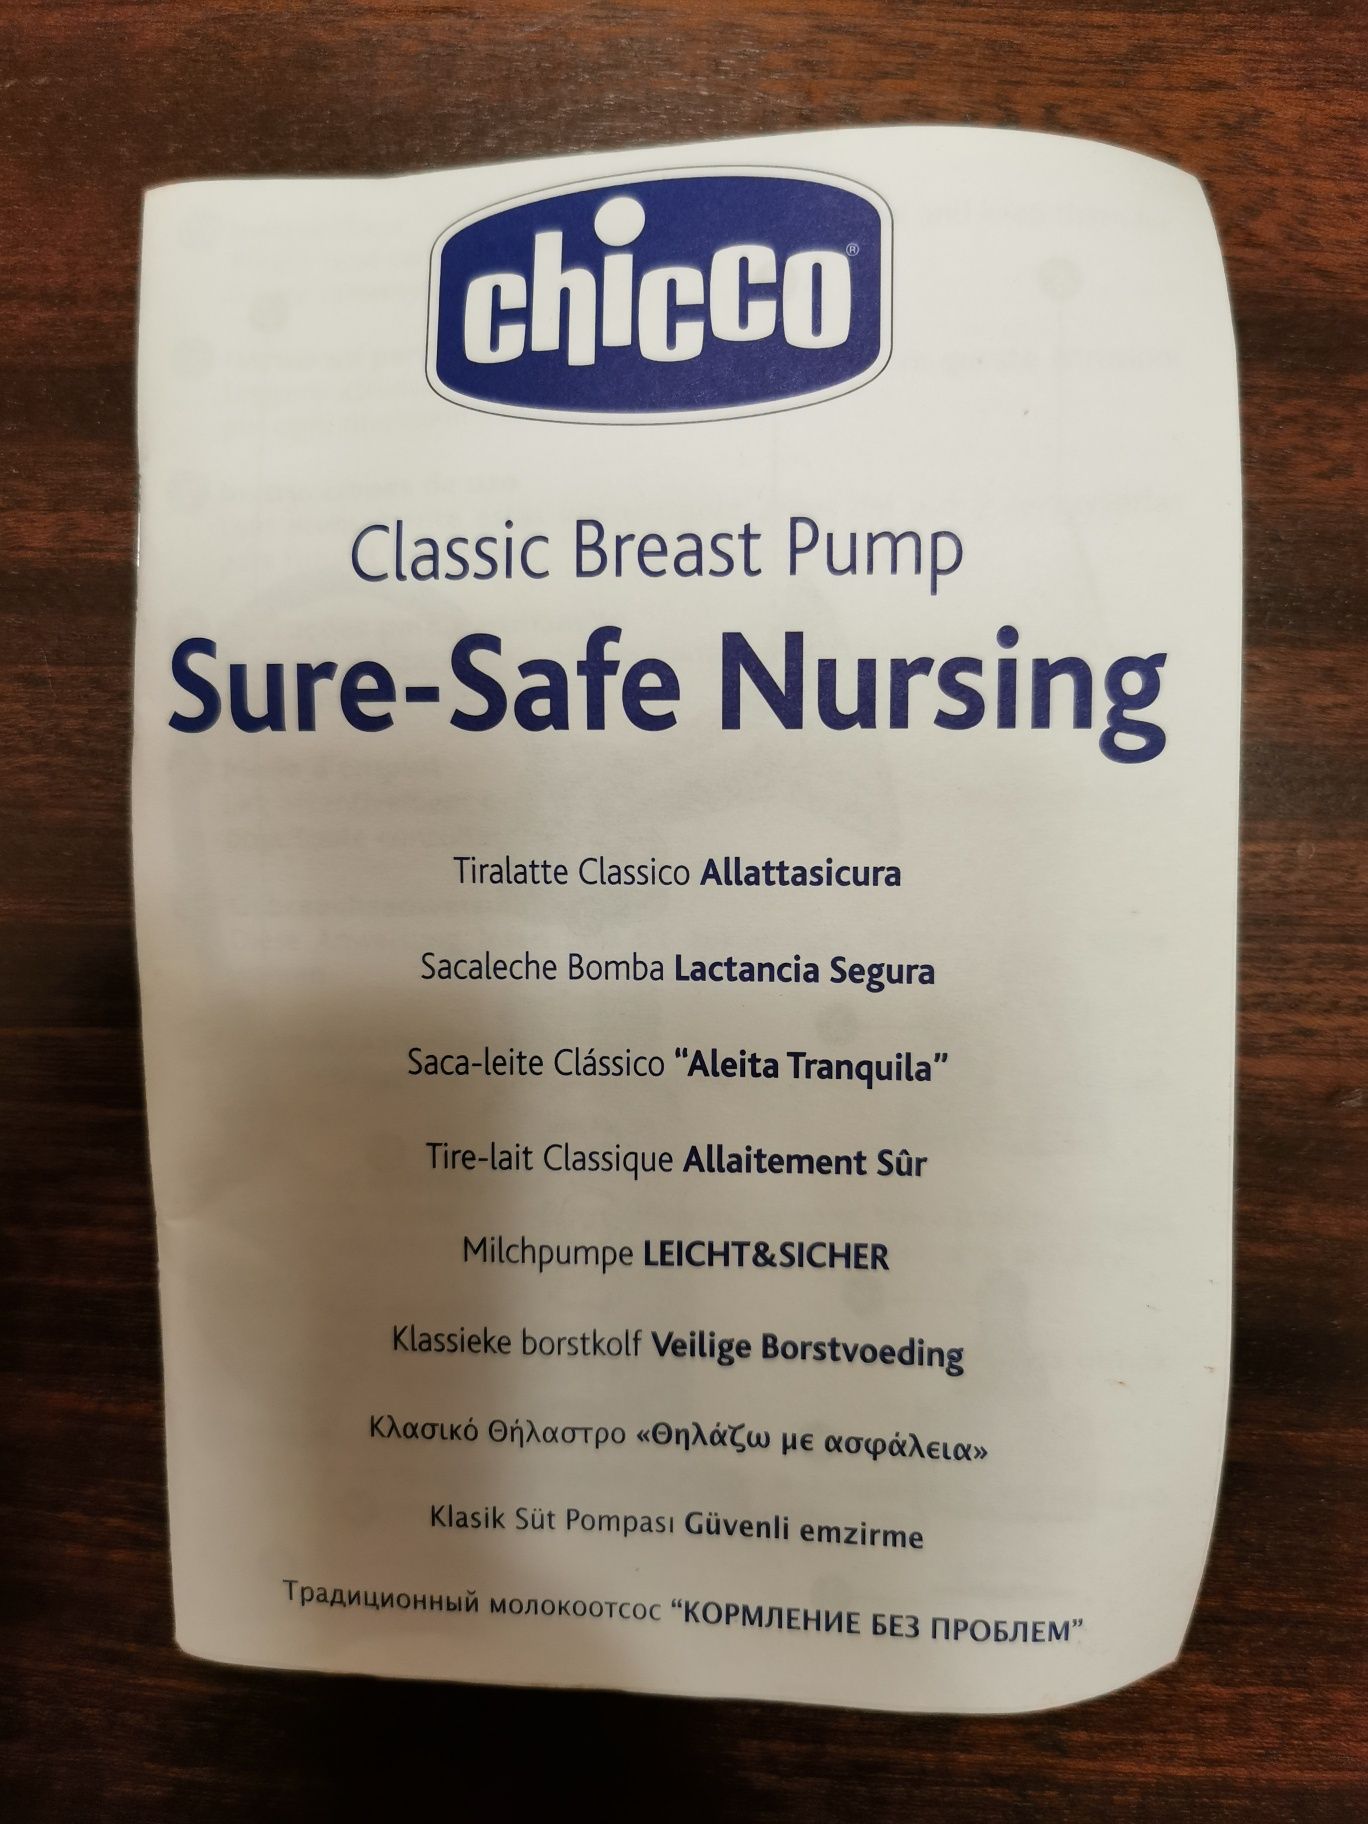 chicco®
Classic Breast Pump
Sure-Safe Nursing
Tiralatte Classico Allattasicura
Sacaleche Bomba Lactancia Segura
Saca-leite Clássico “Aleita Tranquila”
Tire-lait Classique Allaitement Sûr
Milchpumpe LEICHT&SICHER
Klassieke borstkolf Veilige Borstvoeding
Κλασικό Θήλαστρο «Θηλάζω με ασφάλεια»
Klasik Süt Pompası Güvenli emzirme
Традиционный молокоотсос “КОРМЛЕНИЕ БЕЗ ПРОБЛЕМ”